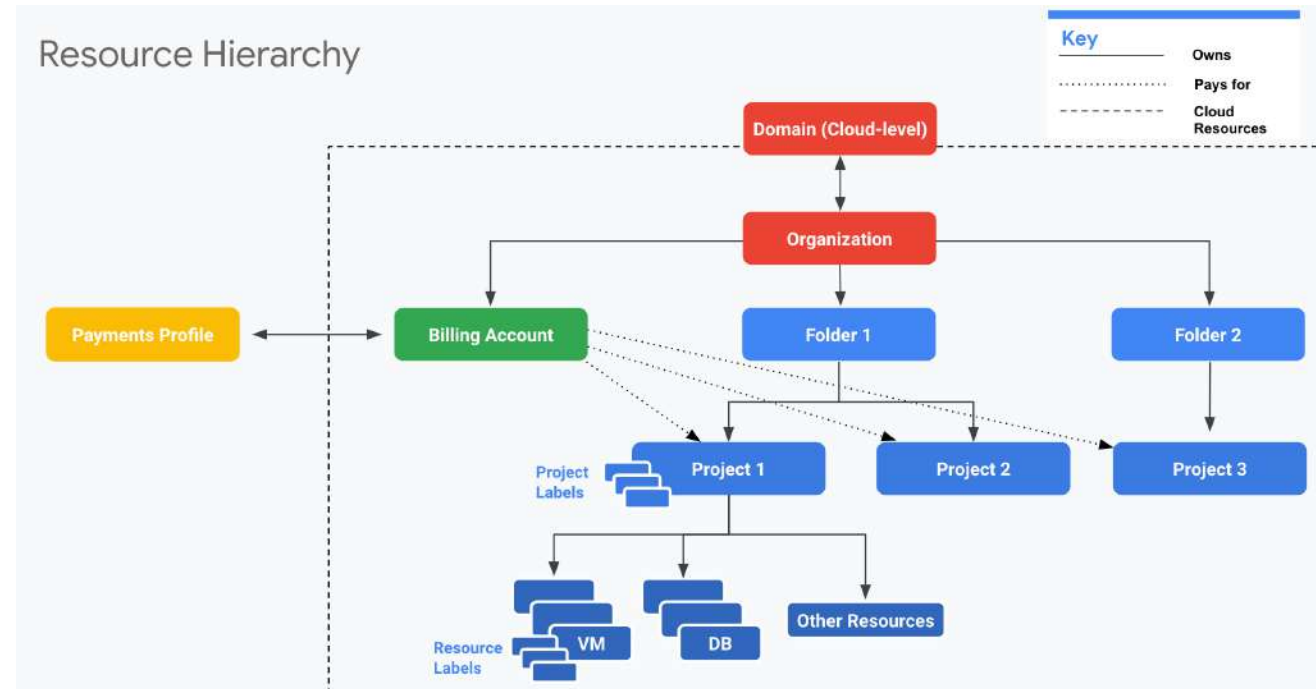 Resource Hierarchy
Key
Owns
Pays for
Cloud
Resources
Domain (Cloud-level)
Organization
Payments Profile
Billing Account
Folder 1
Folder 2
Project
Labels
Project 1
Project 2
Project 3
Resource
Labels
VM
DB
Other Resources